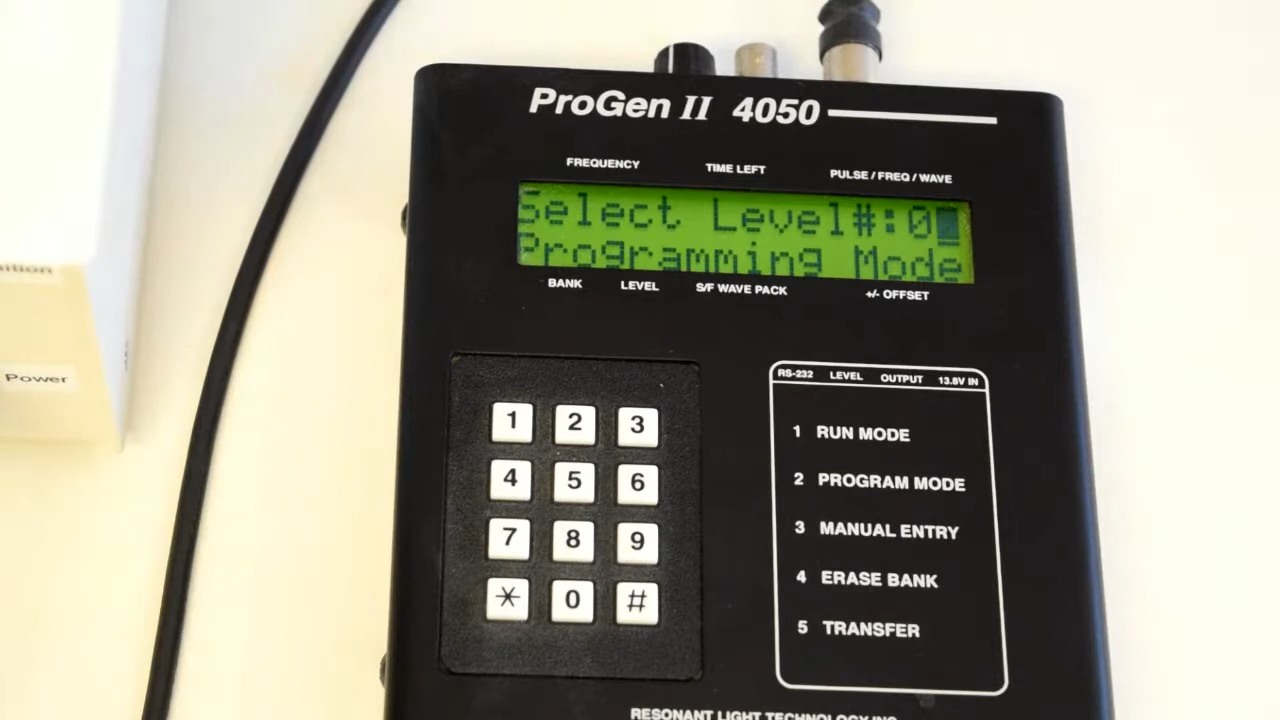 ProGen II 4050
FREQUENCY TIME LEFT PULSE / FREQ / WAVE
Select Level#:0
Programming Mode
BANK LEVEL S/F WAVE PACK +/- OFFSET
Power
RS-232 LEVEL OUTPUT 13.8V IN
1 RUN MODE
2 PROGRAM MODE
3 MANUAL ENTRY
4 ERASE BANK
5 TRANSFER
1 2 3
4 5 6
7 8 9
* 0 #
RESONANT LIGHT TECHNOLOGY INC